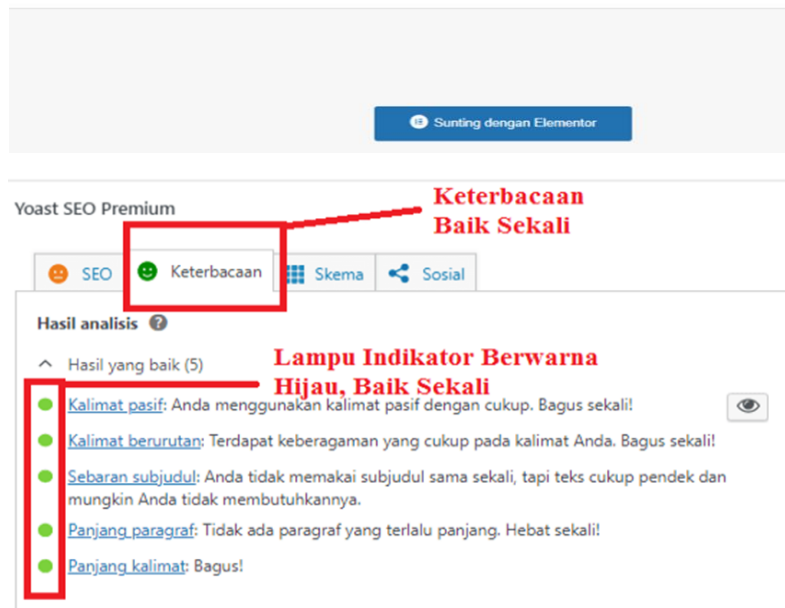 Sunting dengan Elementor
Yoast SEO Premium
Keterbacaan
Baik Sekali
SEO
Keterbacaan
Skema
Sosial
Hasil analisis
Hasil yang baik (5)
Lampu Indikator Berwarna
Hijau, Baik Sekali
Kalimat pasif: Anda menggunakan kalimat pasif dengan cukup. Bagus sekali!
Kalimat berurutan: Terdapat keberagaman yang cukup pada kalimat Anda. Bagus sekali!
Sebaran subjudul: Anda tidak memakai subjudul sama sekali, tapi teks cukup pendek dan
mungkin Anda tidak membutuhkannya.
Panjang paragraf: Tidak ada paragraf yang terlalu panjang. Hebat sekali!
Panjang kalimat: Bagus!